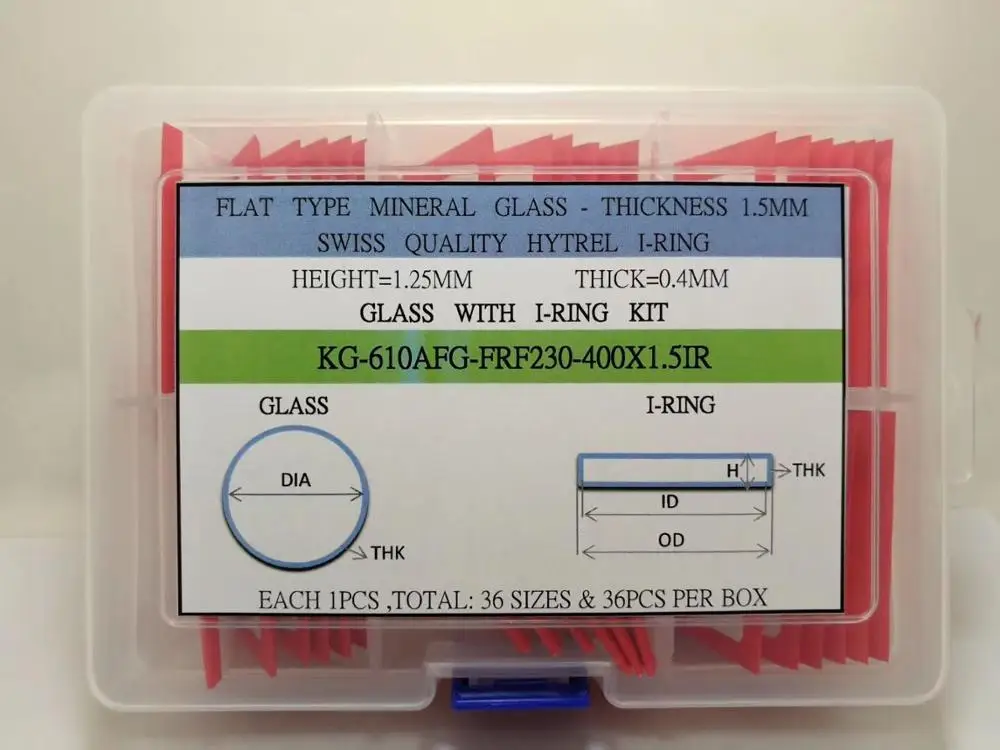 FLAT TYPE MINERAL GLASS - THICKNESS 1.5MM
SWISS QUALITY HYTREL I-RING
HEIGHT=1.25MM THICK=0.4MM
GLASS WITH I-RING KIT
KG-610AFG-FRF230-400X1.5IR
GLASS I-RING
DIA
THK
H THK
ID
OD
EACH 1PCS ,TOTAL: 36 SIZES & 36PCS PER BOX